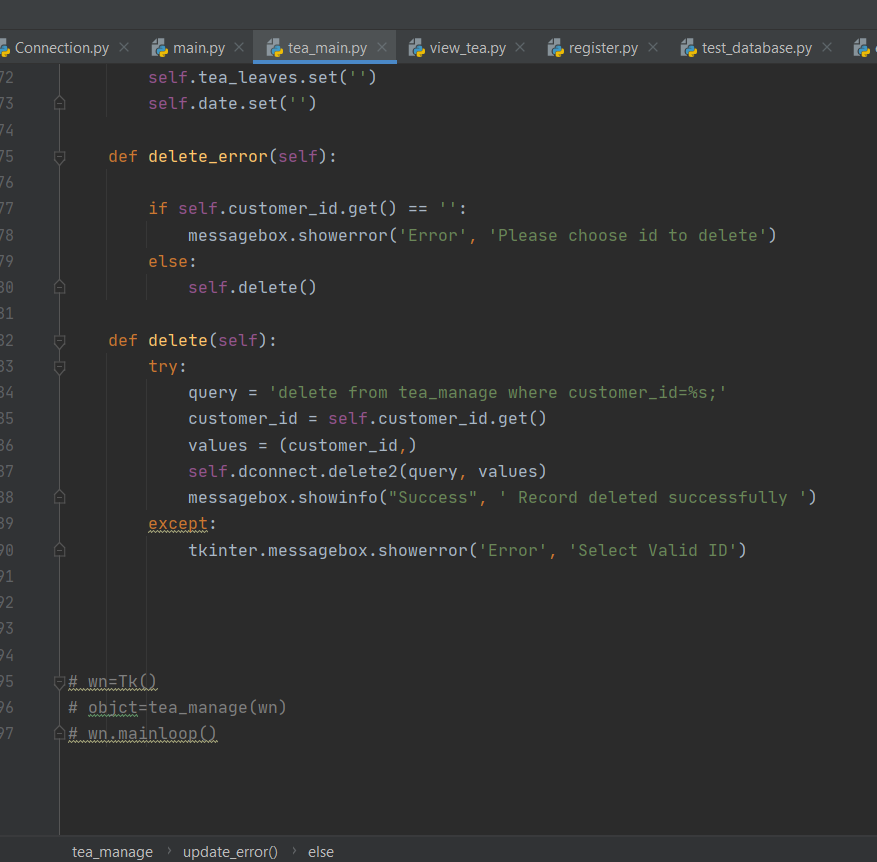 Connection.py × main.py × tea_main.py × view_tea.py × register.py × test_database.py ×
72 self.tea_leaves.set('')
73 self.date.set('')
74
75 def delete_error(self):
76
77 if self.customer_id.get() == '':
78 messagebox.showerror('Error', 'Please choose id to delete')
79 else:
80 self.delete()
81
82 def delete(self):
83 try:
84 query = 'delete from tea_manage where customer_id=%s;'
85 customer_id = self.customer_id.get()
86 values = (customer_id,)
87 self.dconnect.delete2(query, values)
88 messagebox.showinfo("Success", ' Record deleted successfully ')
89 except:
90 tkinter.messagebox.showerror('Error', 'Select Valid ID')
91
92
93
94
95 # wn=Tk()
96 # objct=tea_manage(wn)
97 # wn.mainloop()
tea_manage › update_error() › else